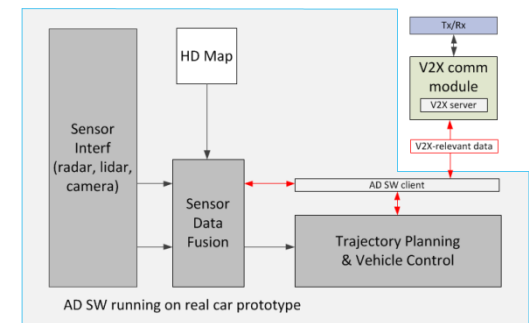 Tx/Rx
HD Map
V2X comm
module
V2X server
Sensor
Interf
(radar, lidar,
camera)
V2X-relevant data
Sensor
Data
Fusion
AD SW client
Trajectory Planning
& Vehicle Control
AD SW running on real car prototype